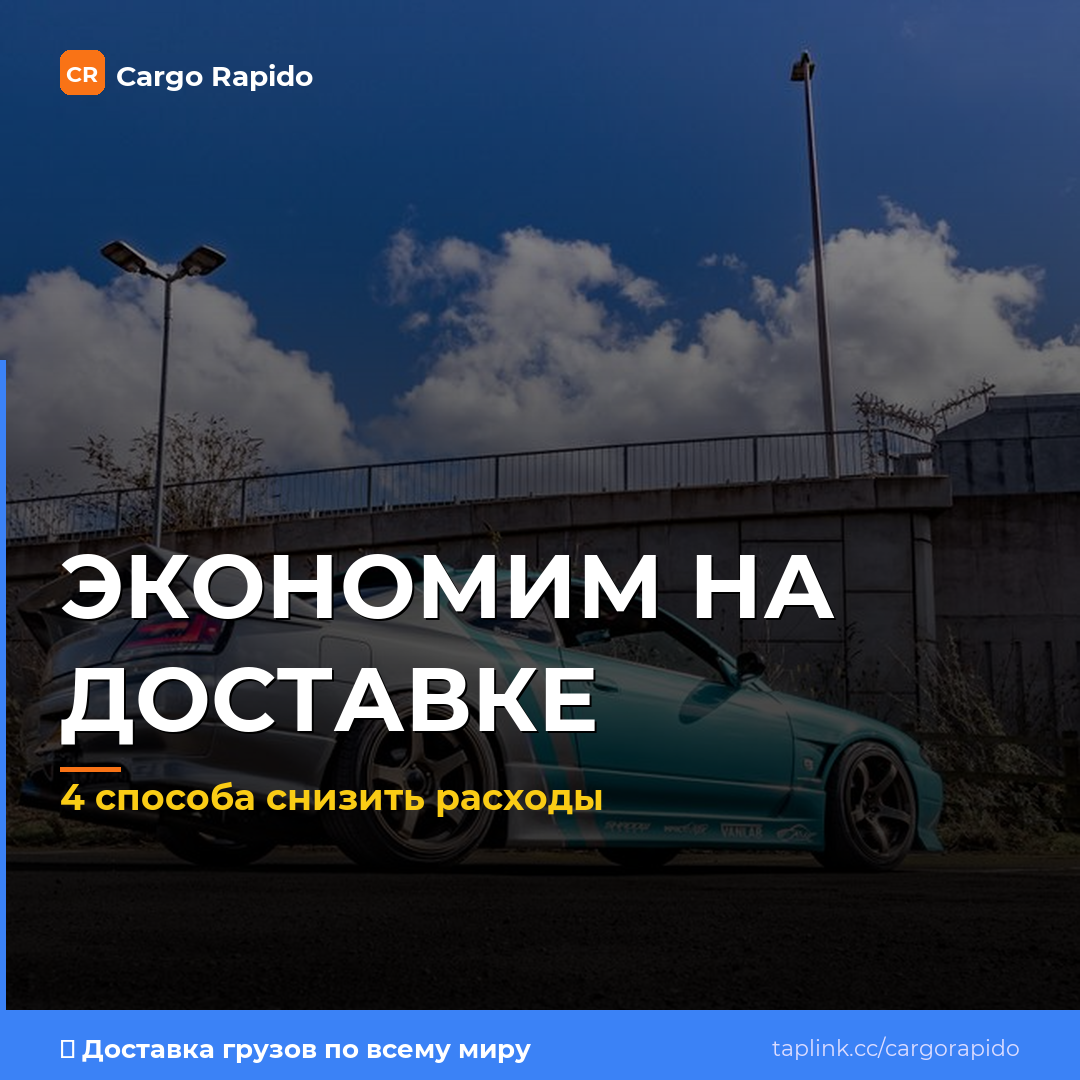 CR Cargo Rapido
ЭКОНОМИМ НА
ДОСТАВКЕ
4 способа снизить расходы
Доставка грузов по всему миру
taplink.cc/cargorapido